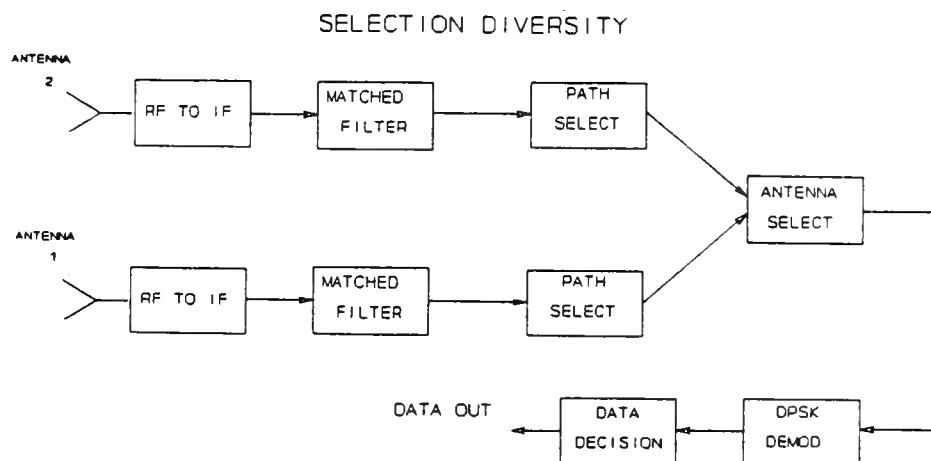 SELECTION DIVERSITY
ANTENNA
2
RF TO IF
MATCHED
FILTER
PATH
SELECT
ANTENNA
SELECT
ANTENNA
1
RF TO IF
MATCHED
FILTER
PATH
SELECT
DATA OUT
DATA
DECISION
DPSK
DEMOD